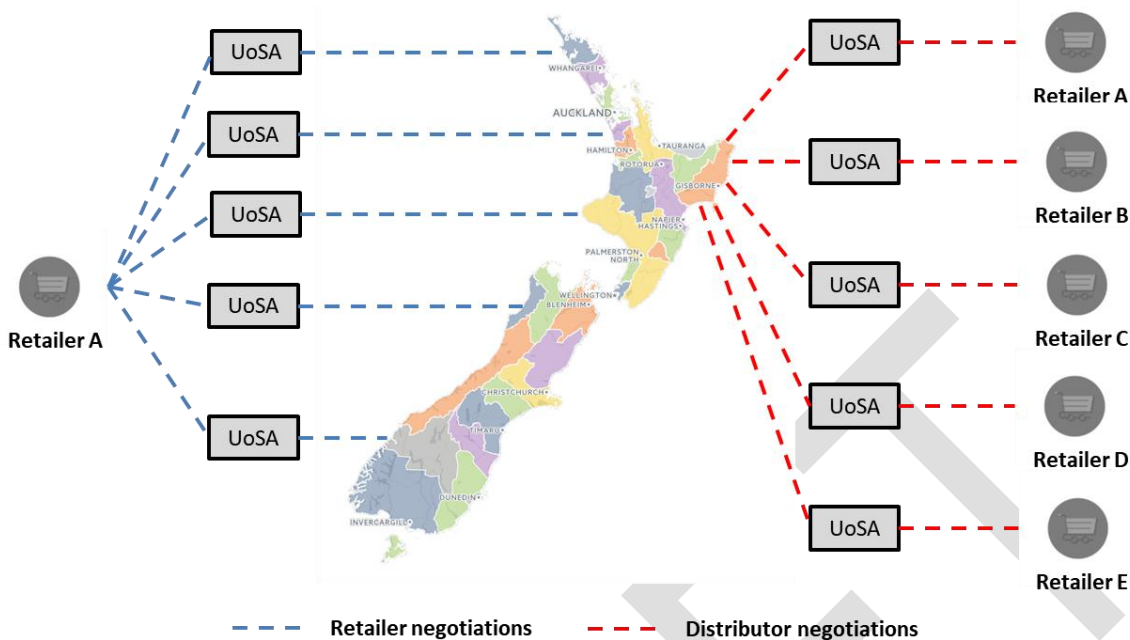 UoSA
UoSA
UoSA
UoSA
UoSA
Retailer A
WHANGAREI
AUCKLAND
HAMILTON
TAURANGA
ROTORUA
GISBORNE
NAPIER
HASTINGS
PALMERSTON
NORTH
WELLINGTON
BLENHEIM
CHRISTCHURCH
TIMARU
DUNEDIN
INVERCARGILL
UoSA
Retailer A
UoSA
Retailer B
UoSA
Retailer C
UoSA
Retailer D
UoSA
Retailer E
Retailer negotiations
Distributor negotiations